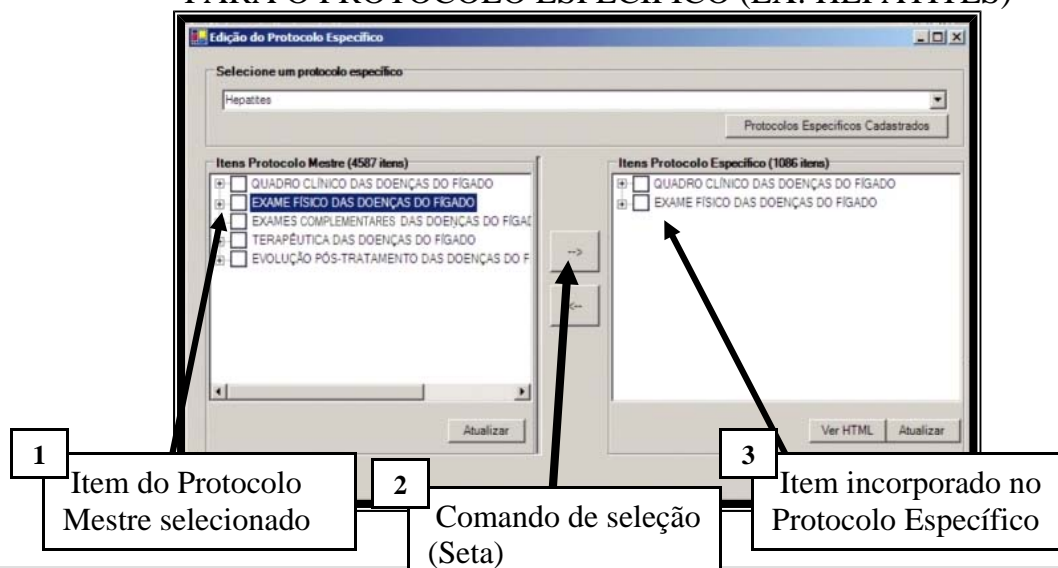 PARA O PROTOCOLO ESPECÍFICO (EX: HEPATITES)
Edição do Protocolo Específico
Selecione um protocolo específico
Hepatites
Protocolos Especificos Cadastrados
Itens Protocolo Mestre (4587 itens)
QUADRO CLÍNICO DAS DOENÇAS DO FÍGADO
EXAME FÍSICO DAS DOENÇAS DO FÍGADO
EXAMES COMPLEMENTARES DAS DOENÇAS DO FÍGAD
TERAPÊUTICA DAS DOENÇAS DO FÍGADO
EVOLUÇÃO PÓS-TRATAMENTO DAS DOENÇAS DO F
Atualizar
-->
<--
Itens Protocolo Específico (1086 itens)
QUADRO CLÍNICO DAS DOENÇAS DO FÍGADO
EXAME FÍSICO DAS DOENÇAS DO FÍGADO
Ver HTML
Atualizar
1
Item do Protocolo
Mestre selecionado
2
Comando de seleção
(Seta)
3
Item incorporado no
Protocolo Específico